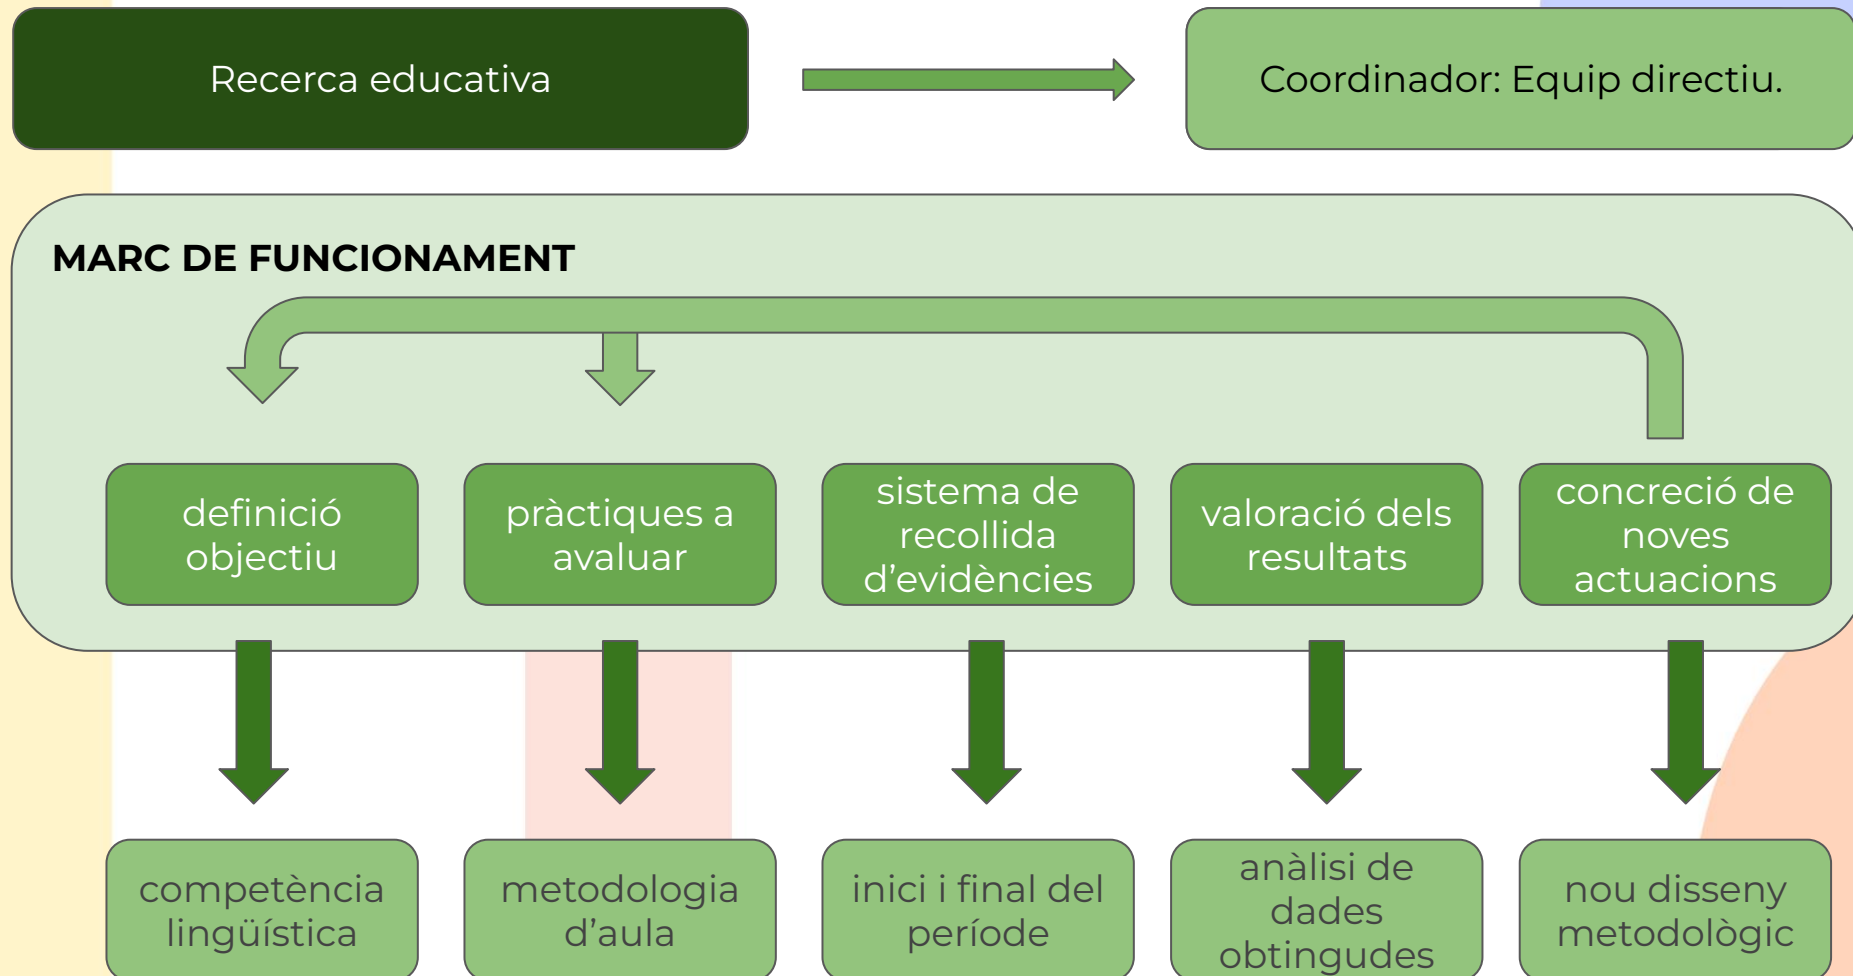 Recerca educativa
Coordinador: Equip directiu.
MARC DE FUNCIONAMENT
definició
objectiu
pràctiques a
avaluar
sistema de
recollida
d'evidències
valoració dels
resultats
concreció de
noves
actuacions
competència
lingüística
metodologia
d'aula
inici i final del
període
anàlisi de
dades
obtingudes
nou disseny
metodològic